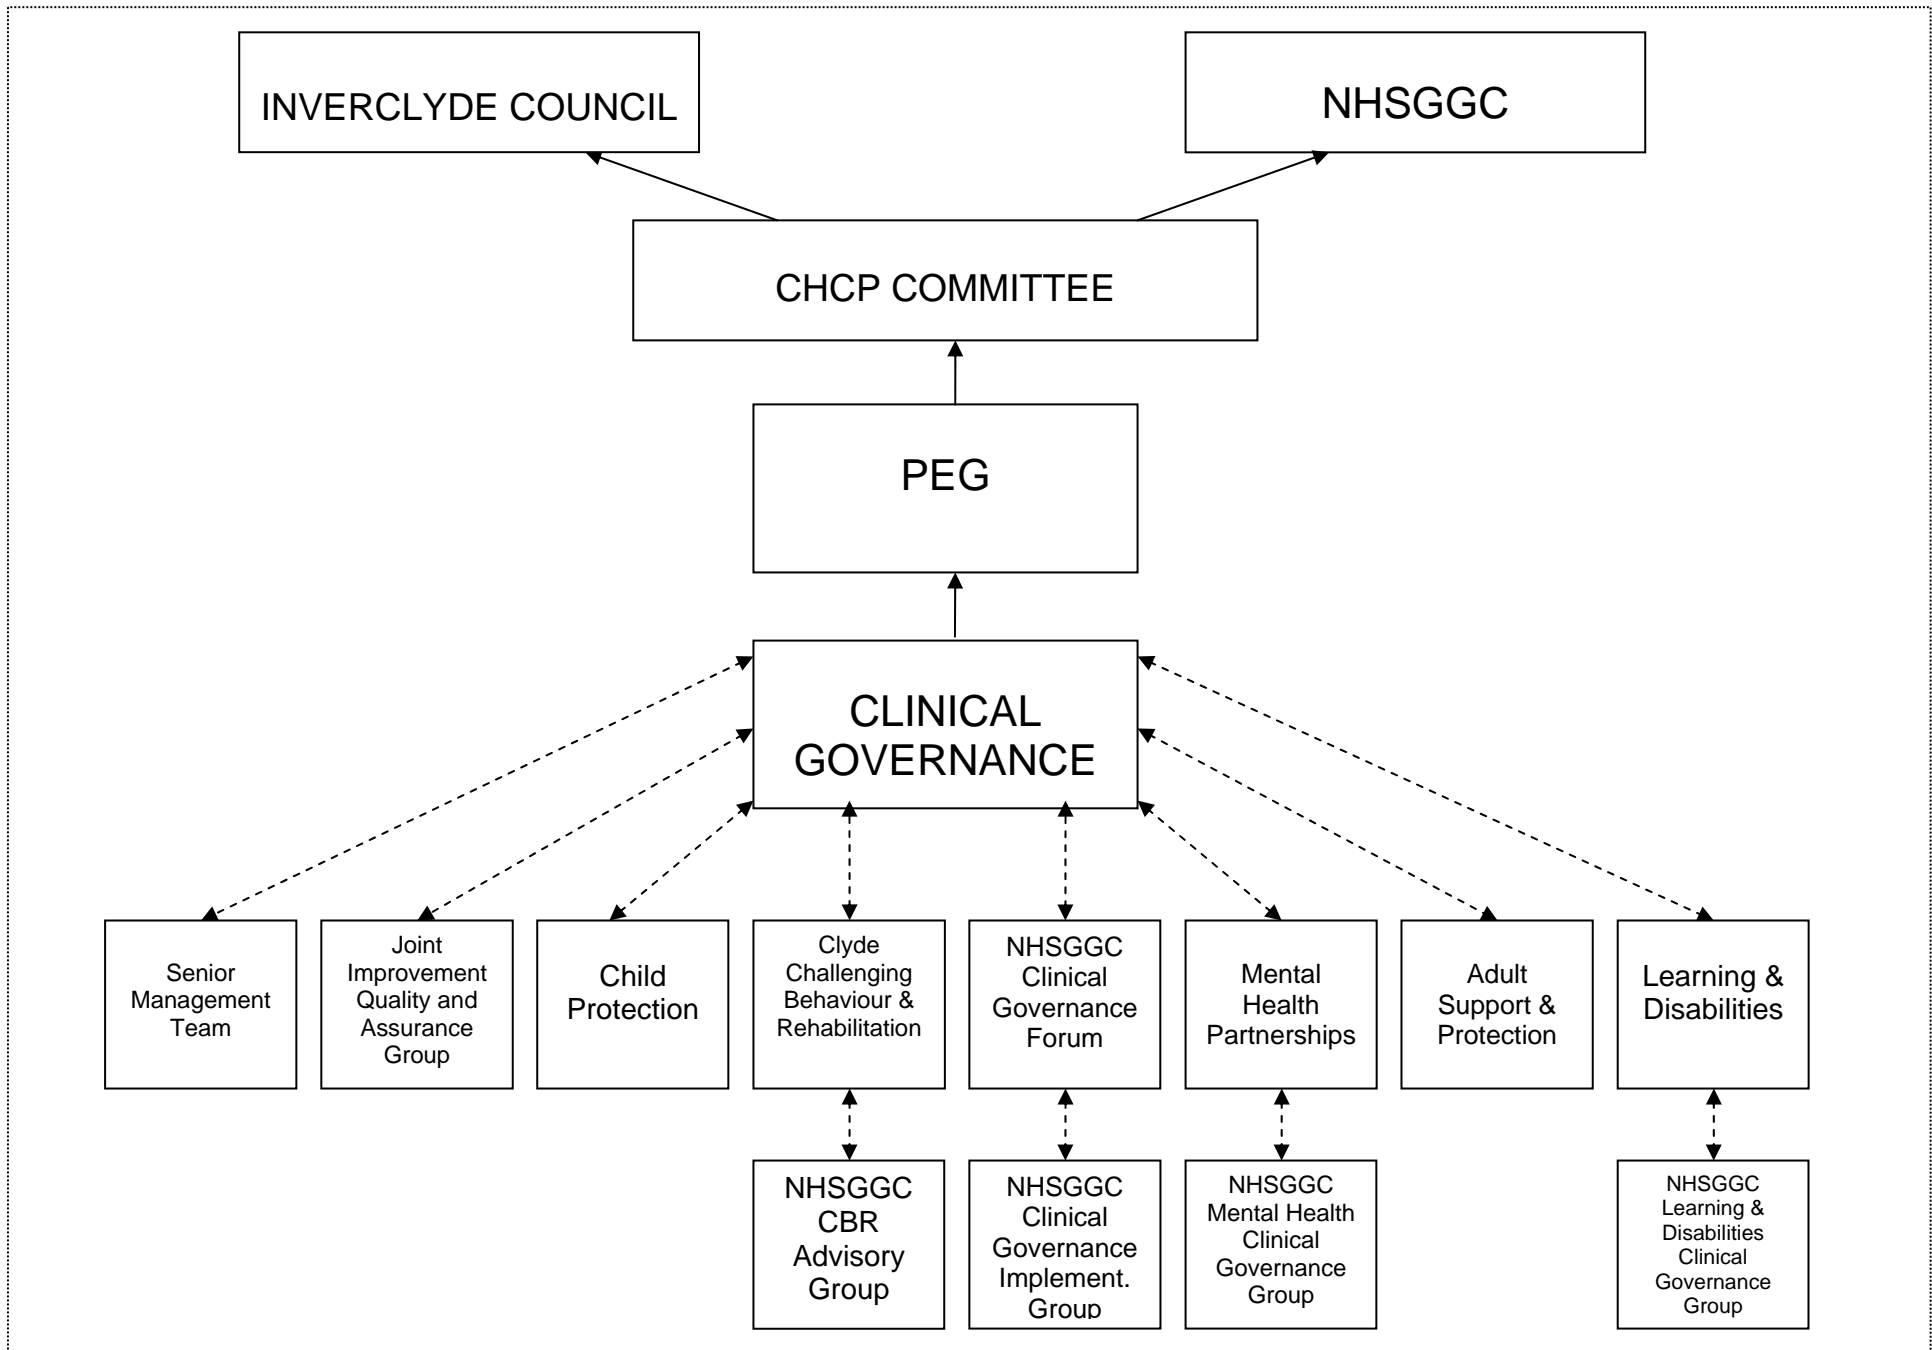 INVERCLYDE COUNCIL
NHSGGC
CHCP COMMITTEE
PEG
CLINICAL
GOVERNANCE
Senior
Management
Team
Joint
Improvement
Quality and
Assurance
Group
Child
Protection
Clyde
Challenging
Behaviour &
Rehabilitation
NHSGGC
Clinical
Governance
Forum
Mental
Health
Partnerships
Adult
Support &
Protection
Learning &
Disabilities
NHSGGC
CBR
Advisory
Group
NHSGGC
Clinical
Governance
Implement.
Group
NHSGGC
Mental Health
Clinical
Governance
Group
NHSGGC
Learning &
Disabilities
Clinical
Governance
Group